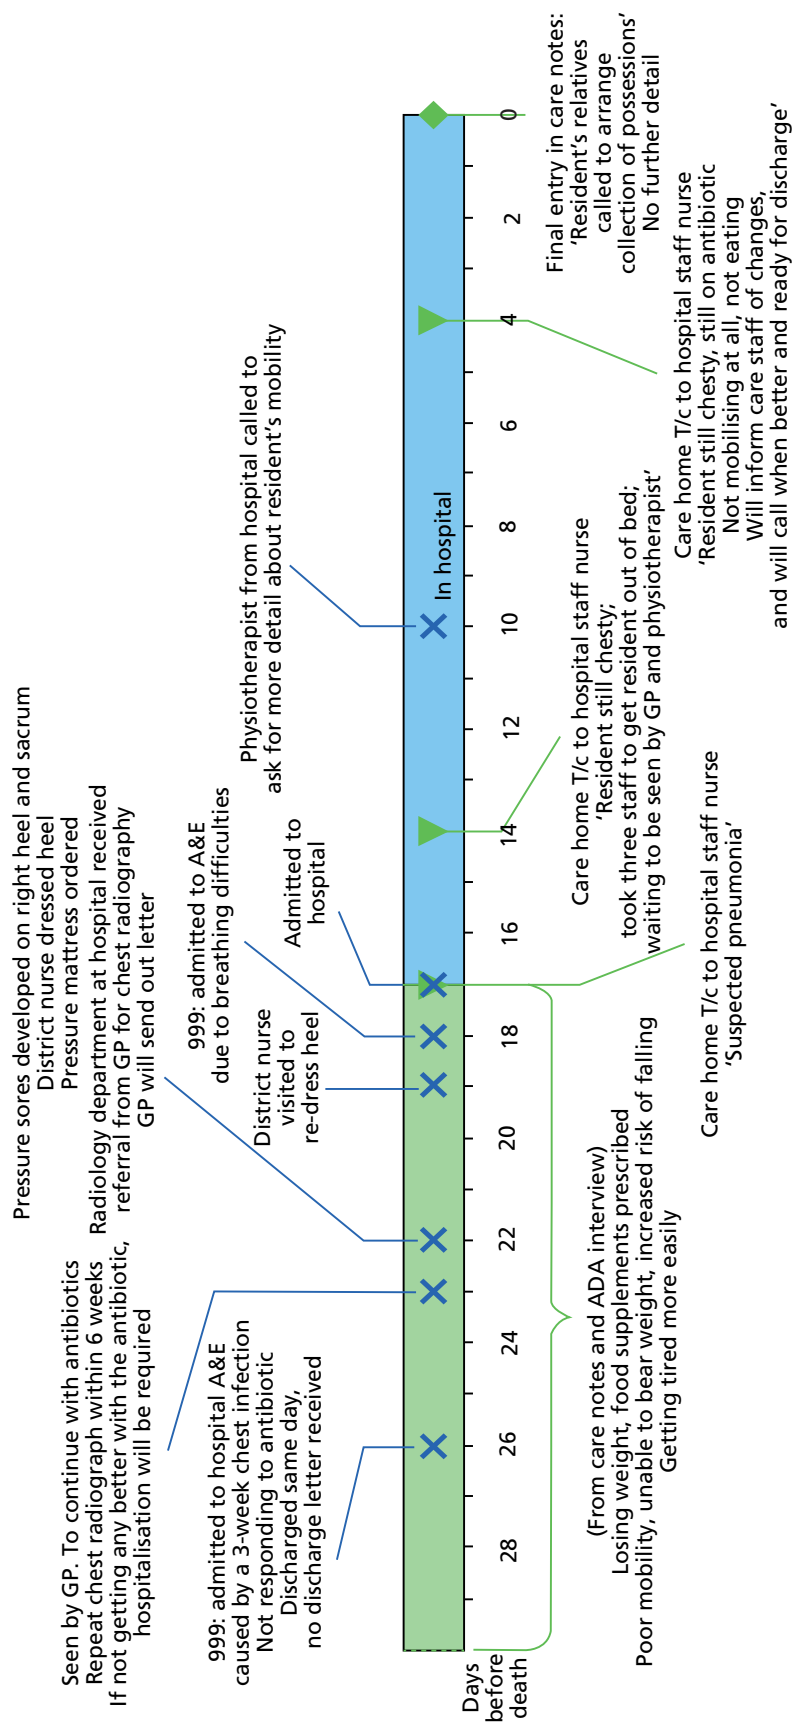 Seen by GP. To continue with antibiotics
Repeat chest radiograph within 6 weeks
If not getting any better with the antibiotic,
hospitalisation will be required
Pressure sores developed on right heel and sacrum
District nurse dressed heel
Pressure mattress ordered
Radiology department at hospital received
referral from GP for chest radiography
GP will send out letter
999: admitted to hospital A&E
caused by a 3-week chest infection
Not responding to antibiotic
Discharged same day,
no discharge letter received
District nurse
visited to
re-dress heel
999: admitted to A&E
due to breathing difficulties
Admitted to
hospital
Physiotherapist from hospital called to
ask for more detail about resident's mobility
In hospital
Days
before
death
28
26
24
22
20
18
16
14
12
10
8
6
4
2
0
(From care notes and ADA interview)
Losing weight, food supplements prescribed
Poor mobility, unable to bear weight, increased risk of falling
Getting tired more easily
Care home T/c to hospital staff nurse
‘Suspected pneumonia’
Care home T/c to hospital staff nurse
‘Resident still chesty;
took three staff to get resident out of bed;
waiting to be seen by GP and physiotherapist’
Care home T/c to hospital staff nurse
‘Resident still chesty, still on antibiotic
Not mobilising at all, not eating
Will inform care staff of changes,
and will call when better and ready for discharge’
Final entry in care notes:
‘Resident's relatives
called to arrange
collection of possessions’
No further detail